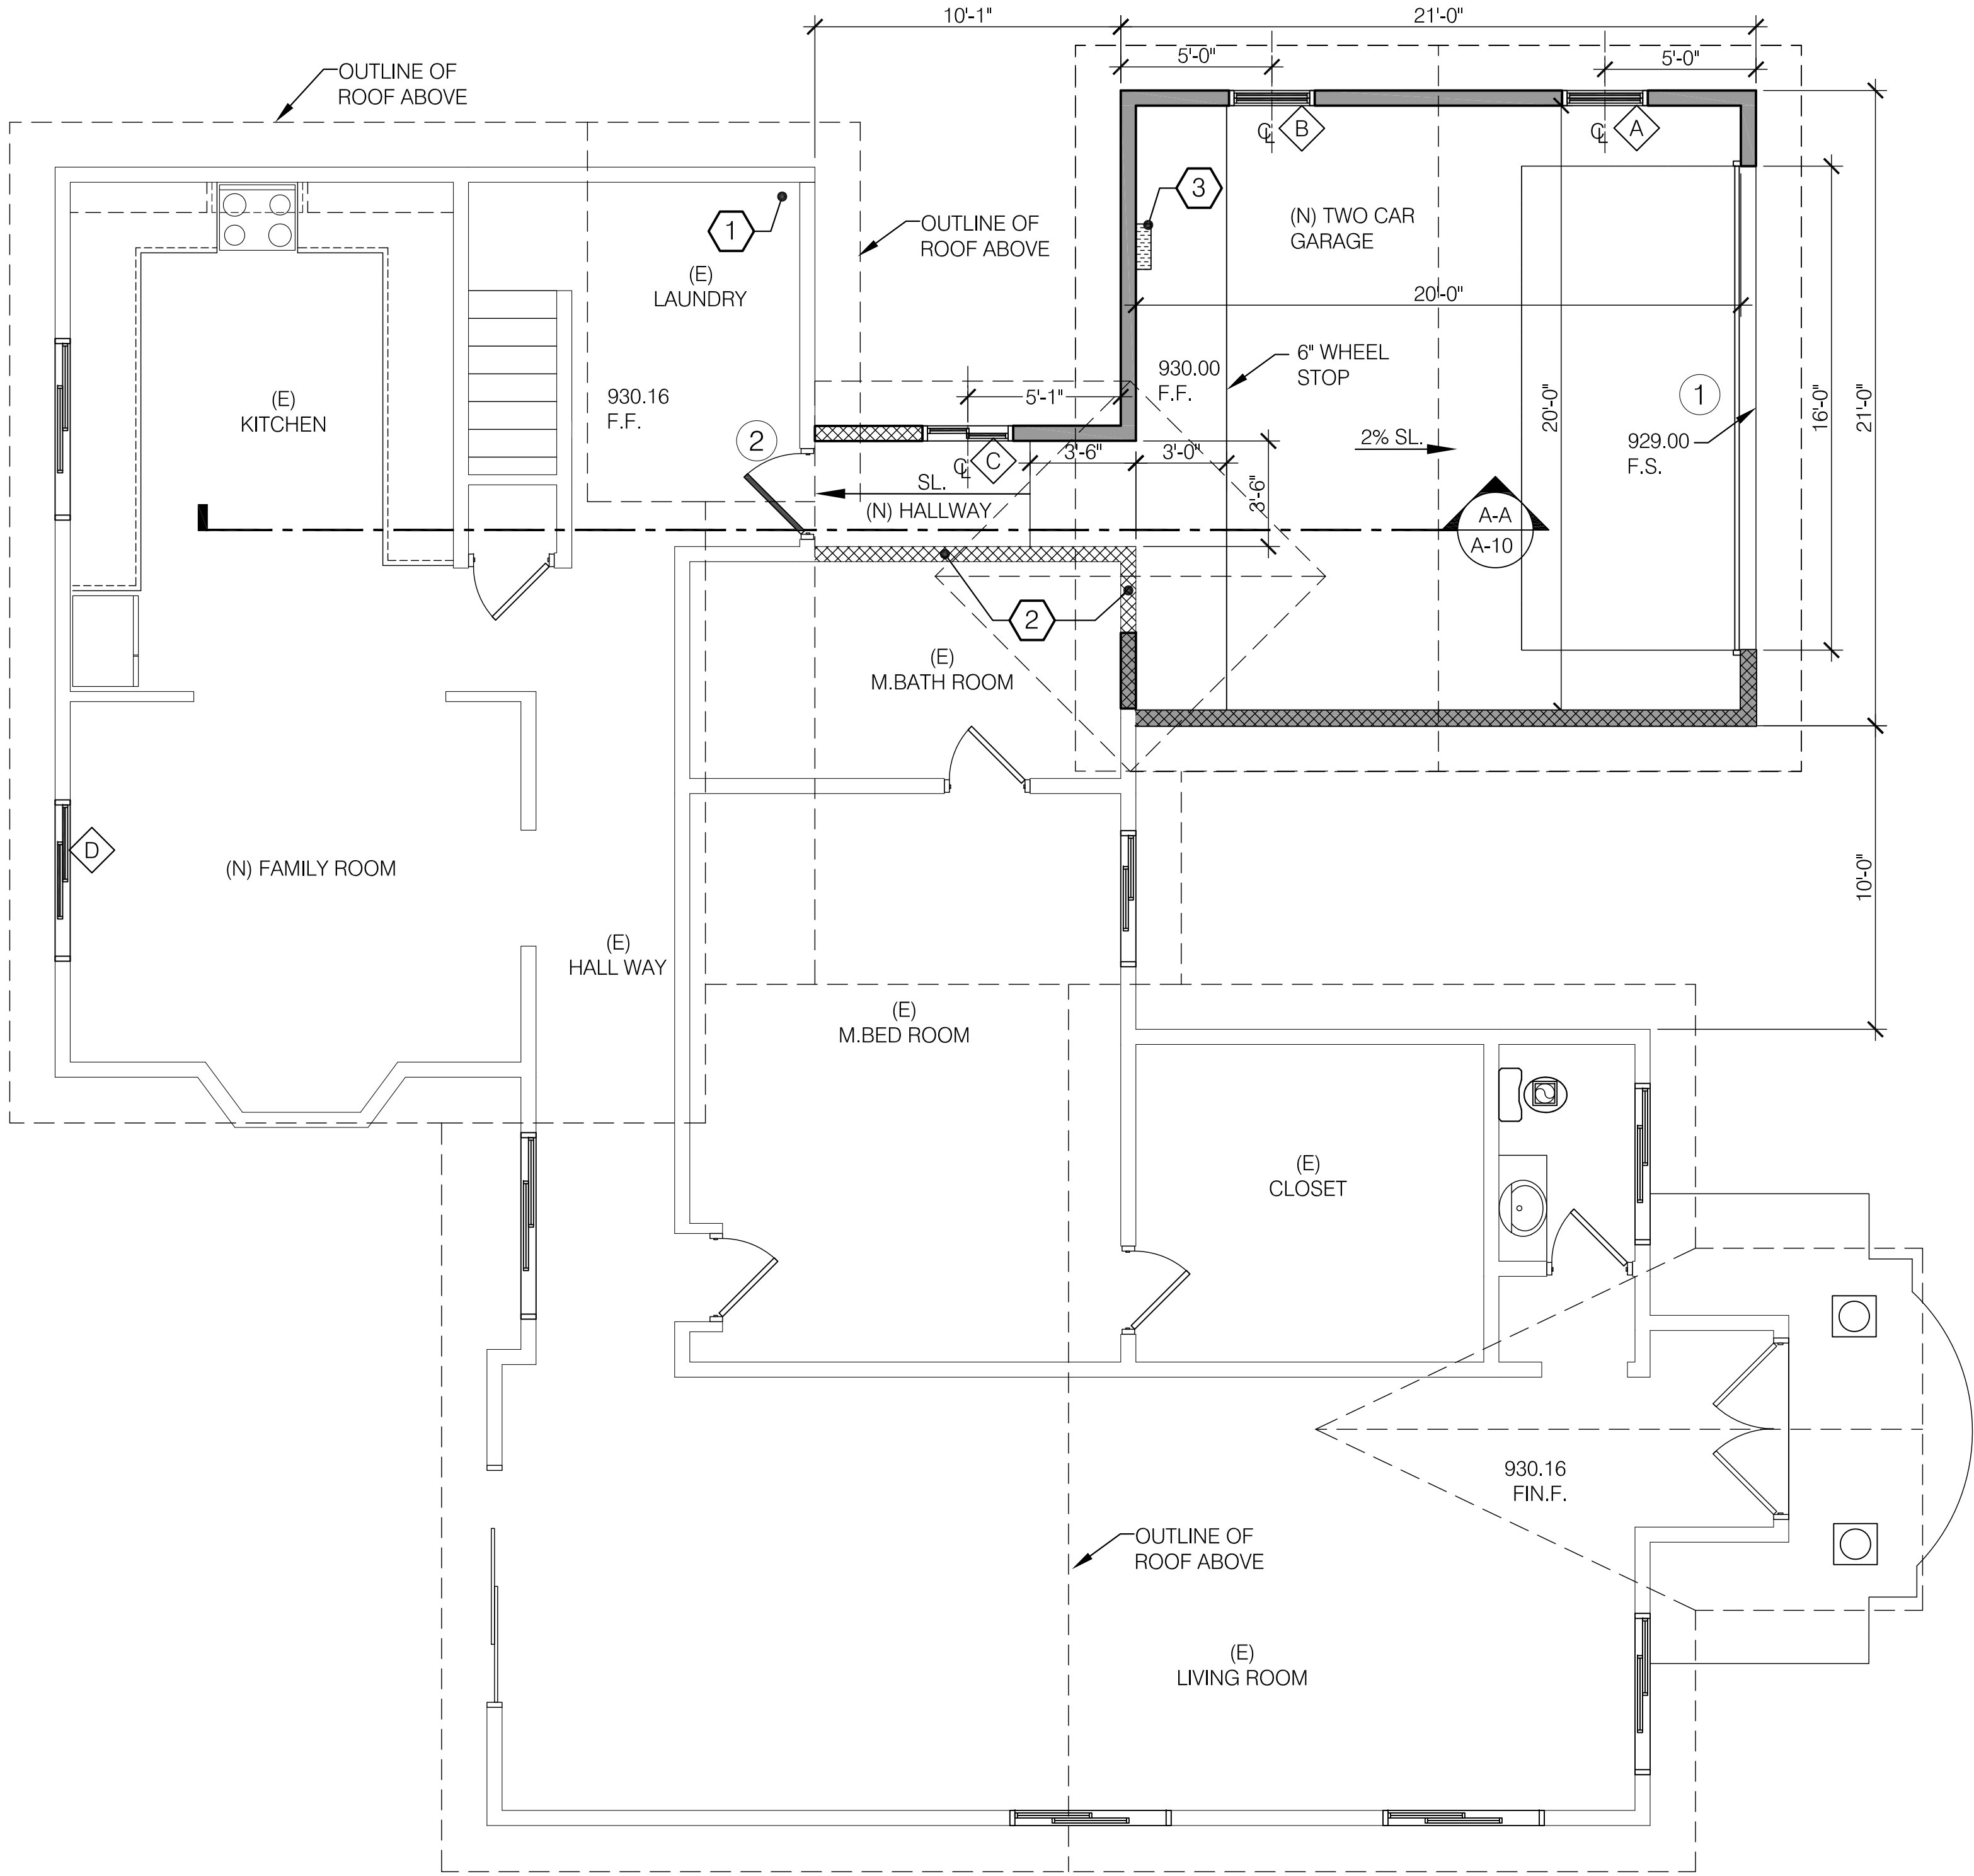 10'-1"
21'-0"
5'-0"
5'-0"
OUTLINE OF
ROOF ABOVE
B
A
3
1
(N) TWO CAR
GARAGE
OUTLINE OF
ROOF ABOVE
(E)
LAUNDRY
20'-0"
6" WHEEL
STOP
930.00
F.F.
930.16
F.F.
5'-1"
(E)
KITCHEN
1
20'-0"
16'-0"
21'-0"
2
2% SL.
929.00
F.S.
C
3'-6"
3'-0"
SL.
3'-6"
(N) HALLWAY
A-A
A-10
2
(E)
M.BATH ROOM
D
(N) FAMILY ROOM
10'-0"
(E)
HALL WAY
(E)
M.BED ROOM
(E)
CLOSET
930.16
FIN.F.
OUTLINE OF
ROOF ABOVE
(E)
LIVING ROOM